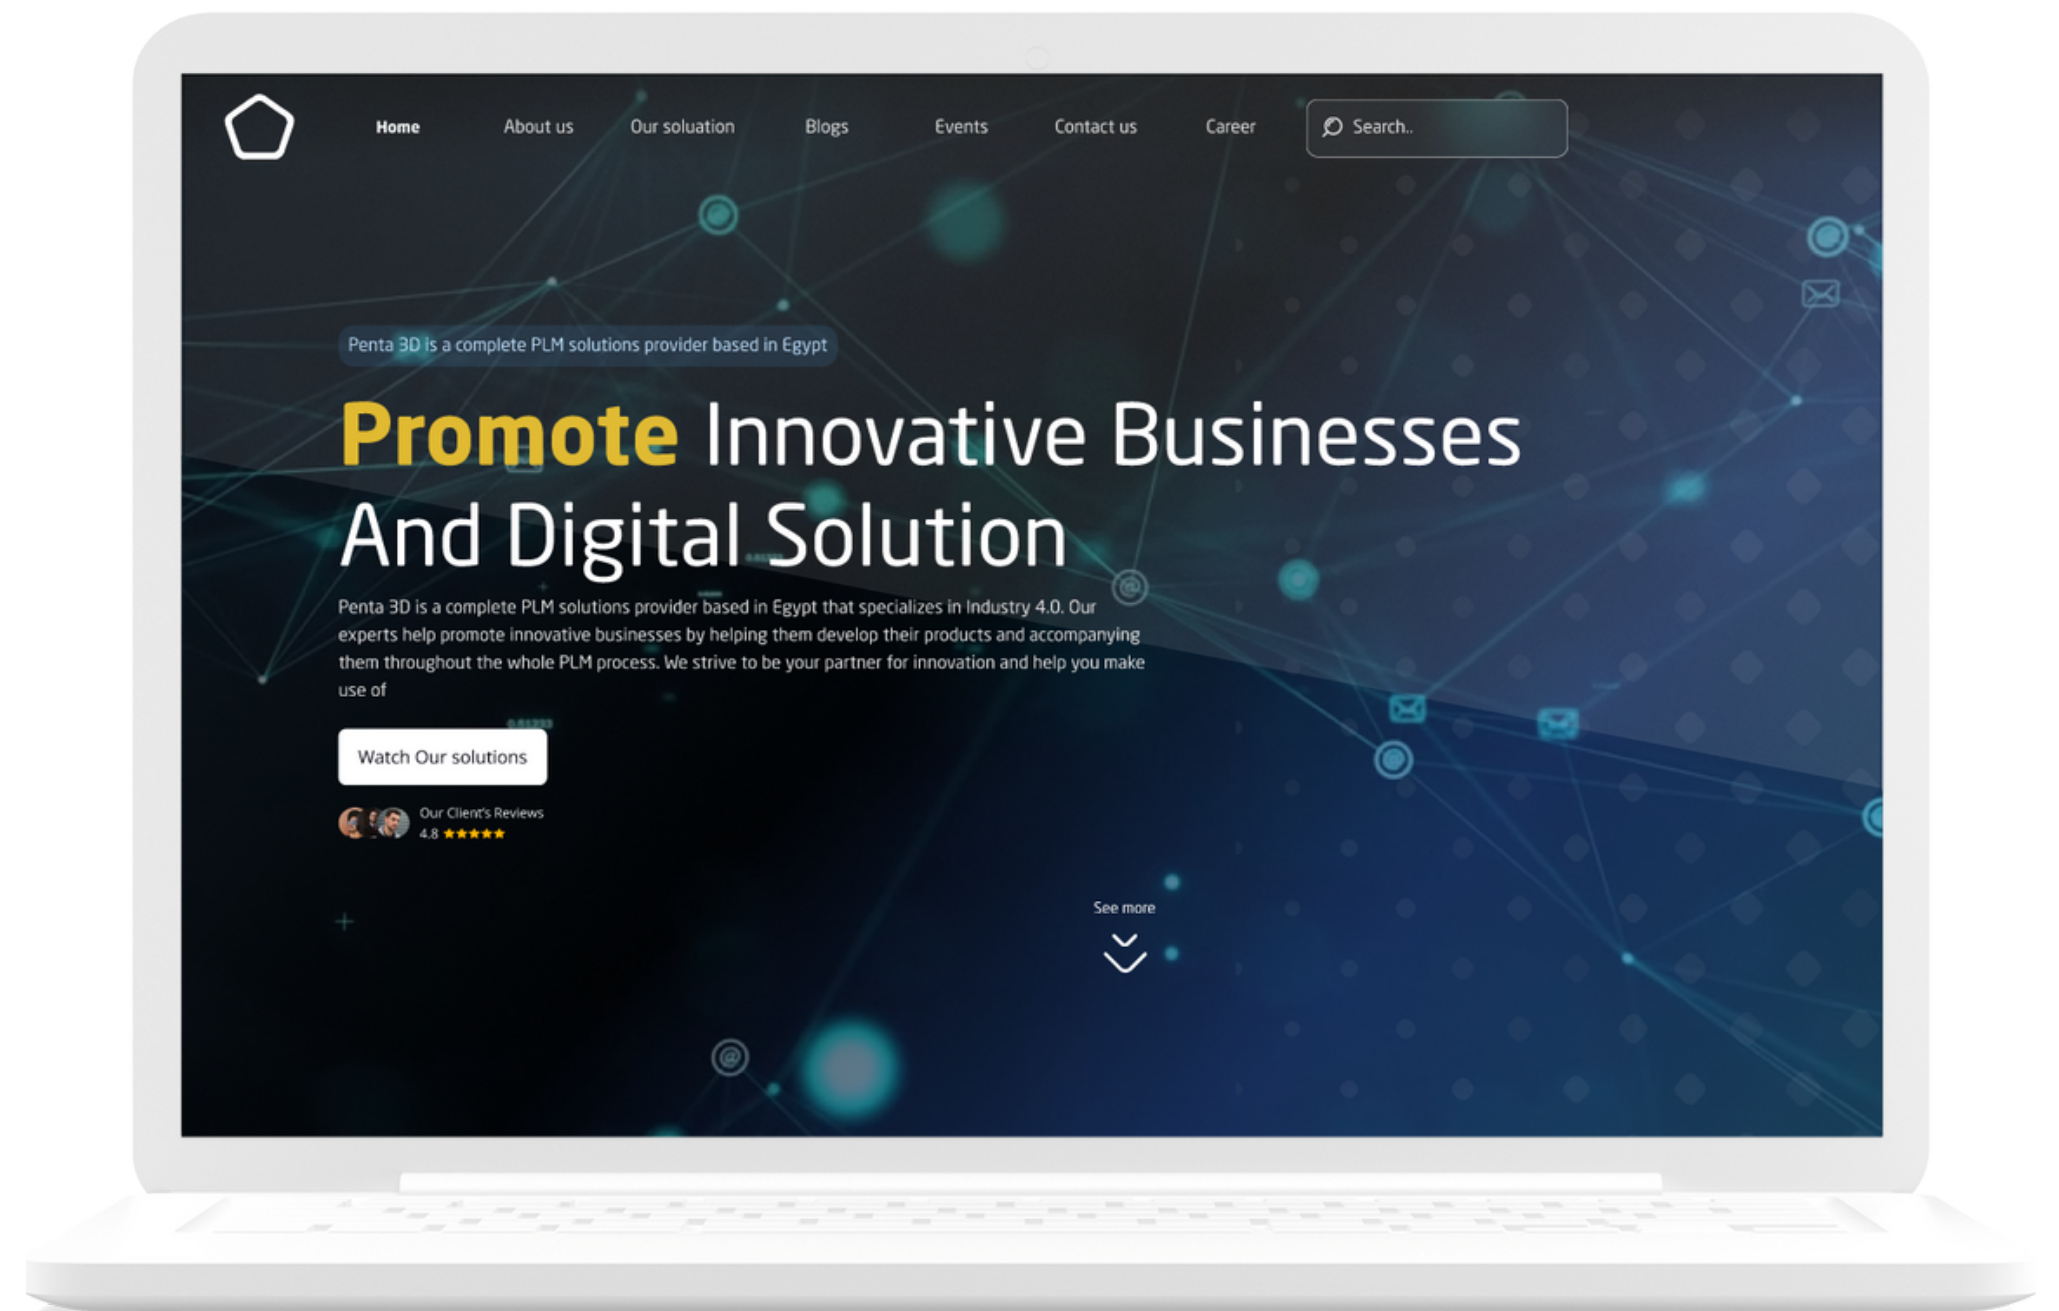 Home About us Our soluation Blogs Events Contact us Career Search..
Penta 3D is a complete PLM solutions provider based in Egypt
Promote Innovative Businesses
And Digital Solution
Penta 3D is a complete PLM solutions provider based in Egypt that specializes in Industry 4.0. Our
experts help promote innovative businesses by helping them develop their products and accompanying
them throughout the whole PLM process. We strive to be your partner for innovation and help you make
use of
Watch Our solutions
Our Client's Reviews
4.8
See more